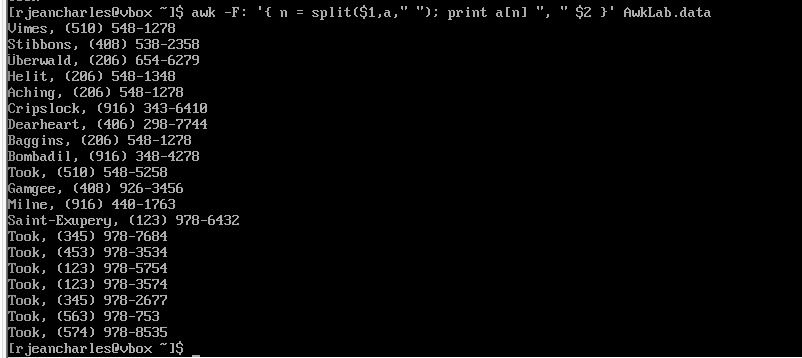 [rjeancharles@vbox ~]$ awk -F: '{ n = split($1,a," "); print a[n] ", " $2 }' AwkLab.data
Vimes, (510) 548-1278
Stibbons, (408) 538-2358
Überwald, (206) 654-6279
Helit, (206) 548-1348
Aching, (206) 548-1278
Cripslock, (916) 343-6410
Dearheart, (406) 298-7744
Baggins, (206) 548-1278
Bombadil, (916) 348-4278
Took, (510) 548-5258
Gamgee, (408) 926-3456
Milne, (916) 440-1763
Saint-Exupery, (123) 978-6432
Took, (345) 978-7684
Took, (453) 978-3534
Took, (123) 978-5754
Took, (123) 978-3574
Took, (345) 978-2677
Took, (563) 978-753
Took, (574) 978-8535
[rjeancharles@vbox ~]$ _